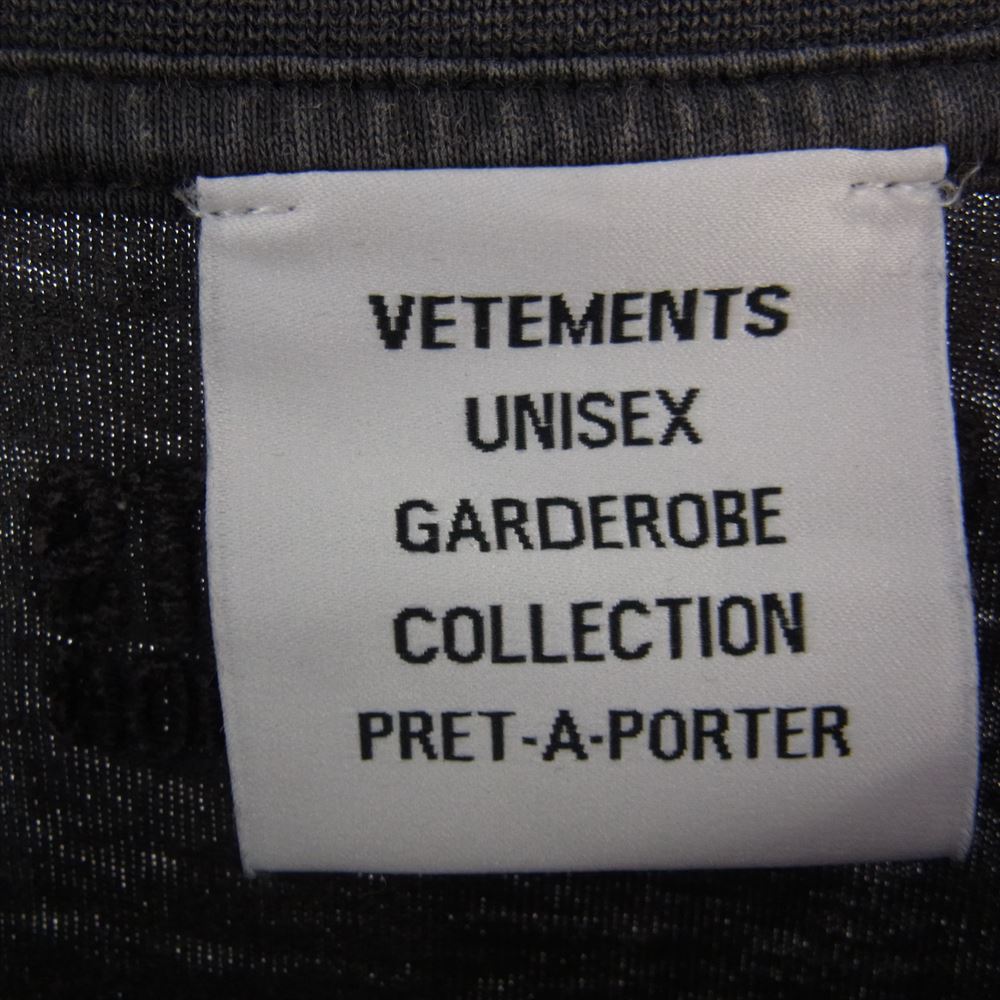 VETEMENTS
UNISEX
GARDEROBE
COLLECTION
PRET-A-PORTER